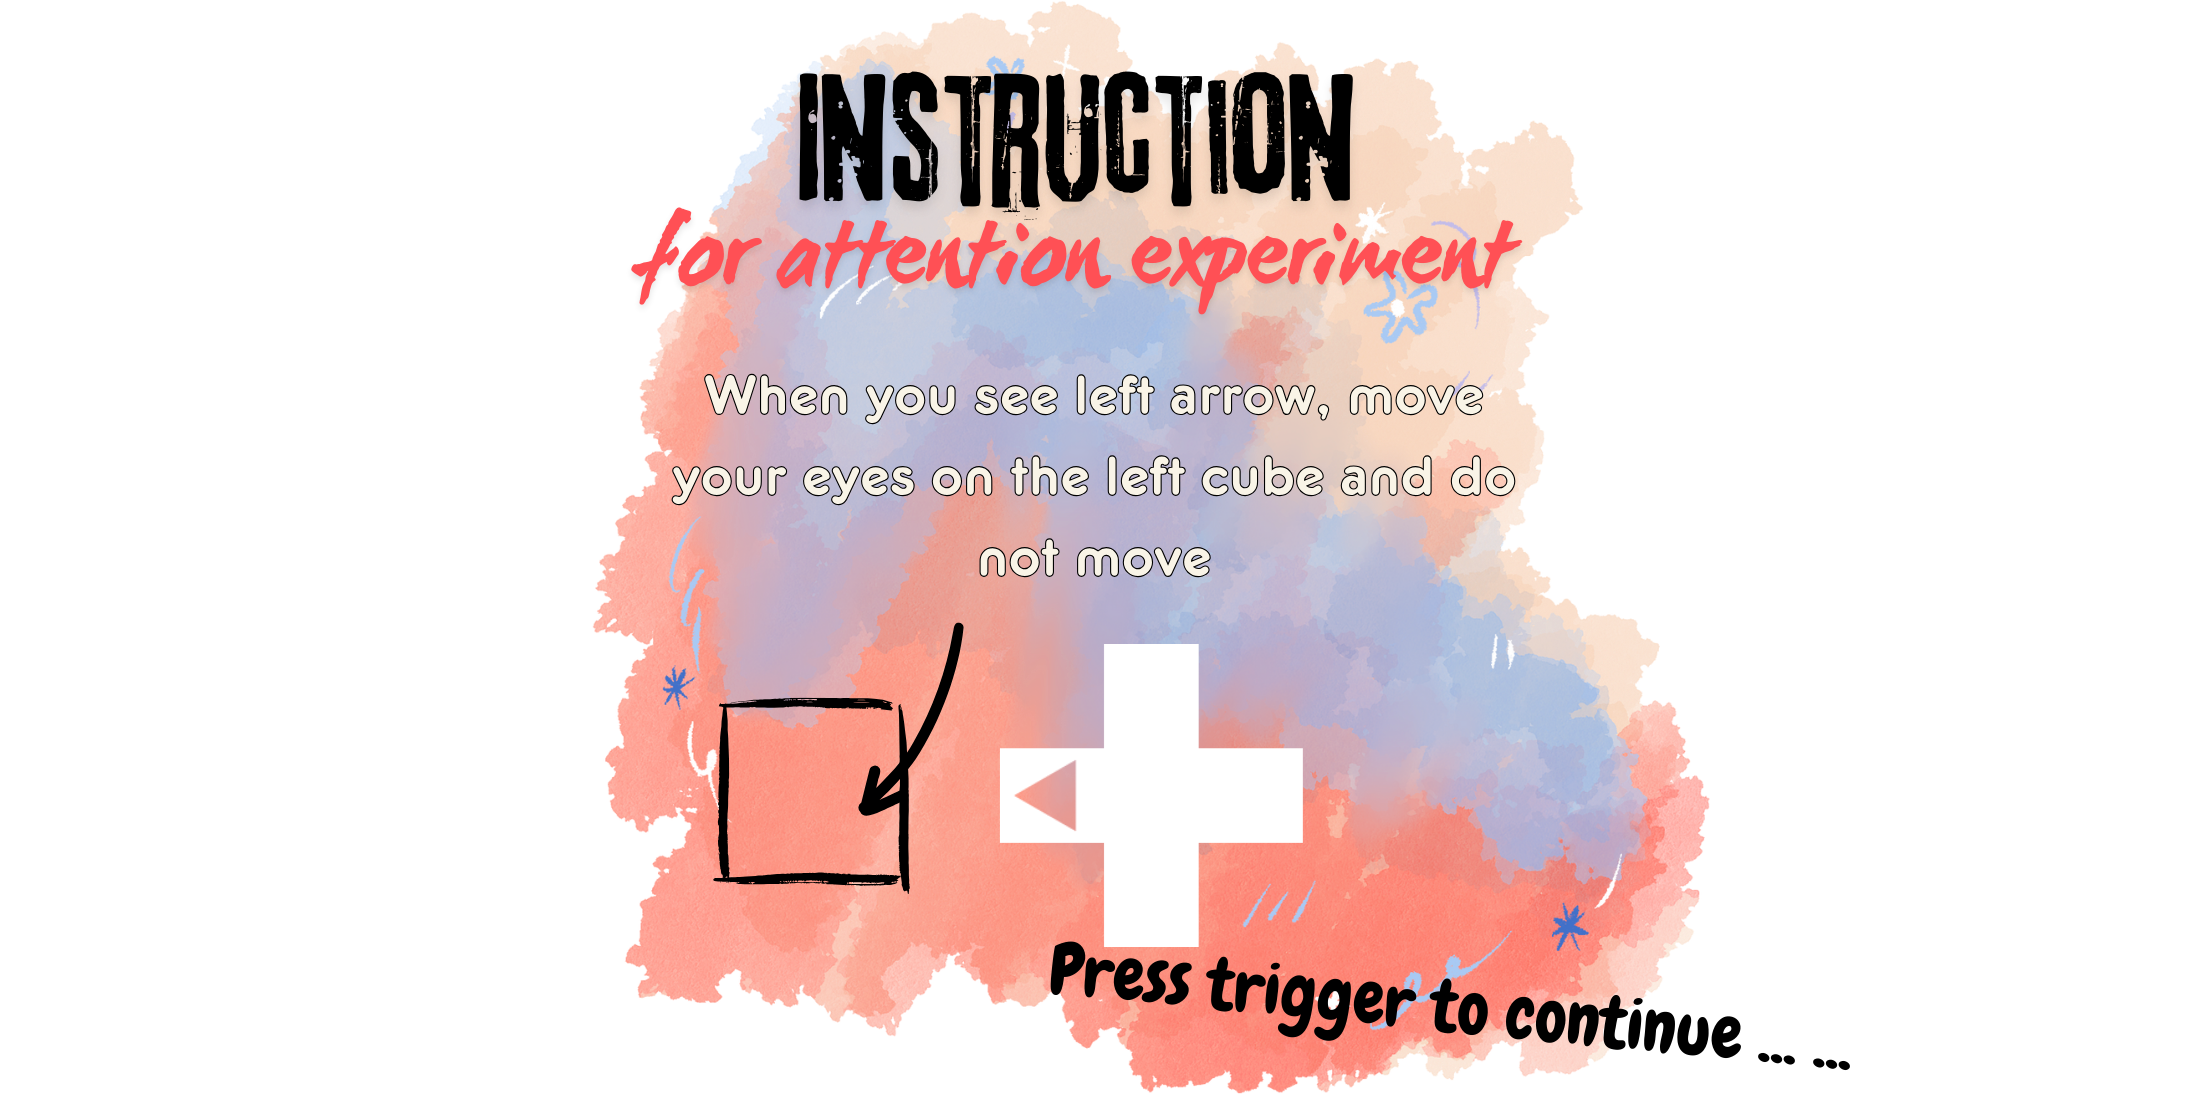 INSTRUCTION
for attention experiment
When you see left arrow, move
your eyes on the left cube and do
not move
Press trigger to continue ... ...